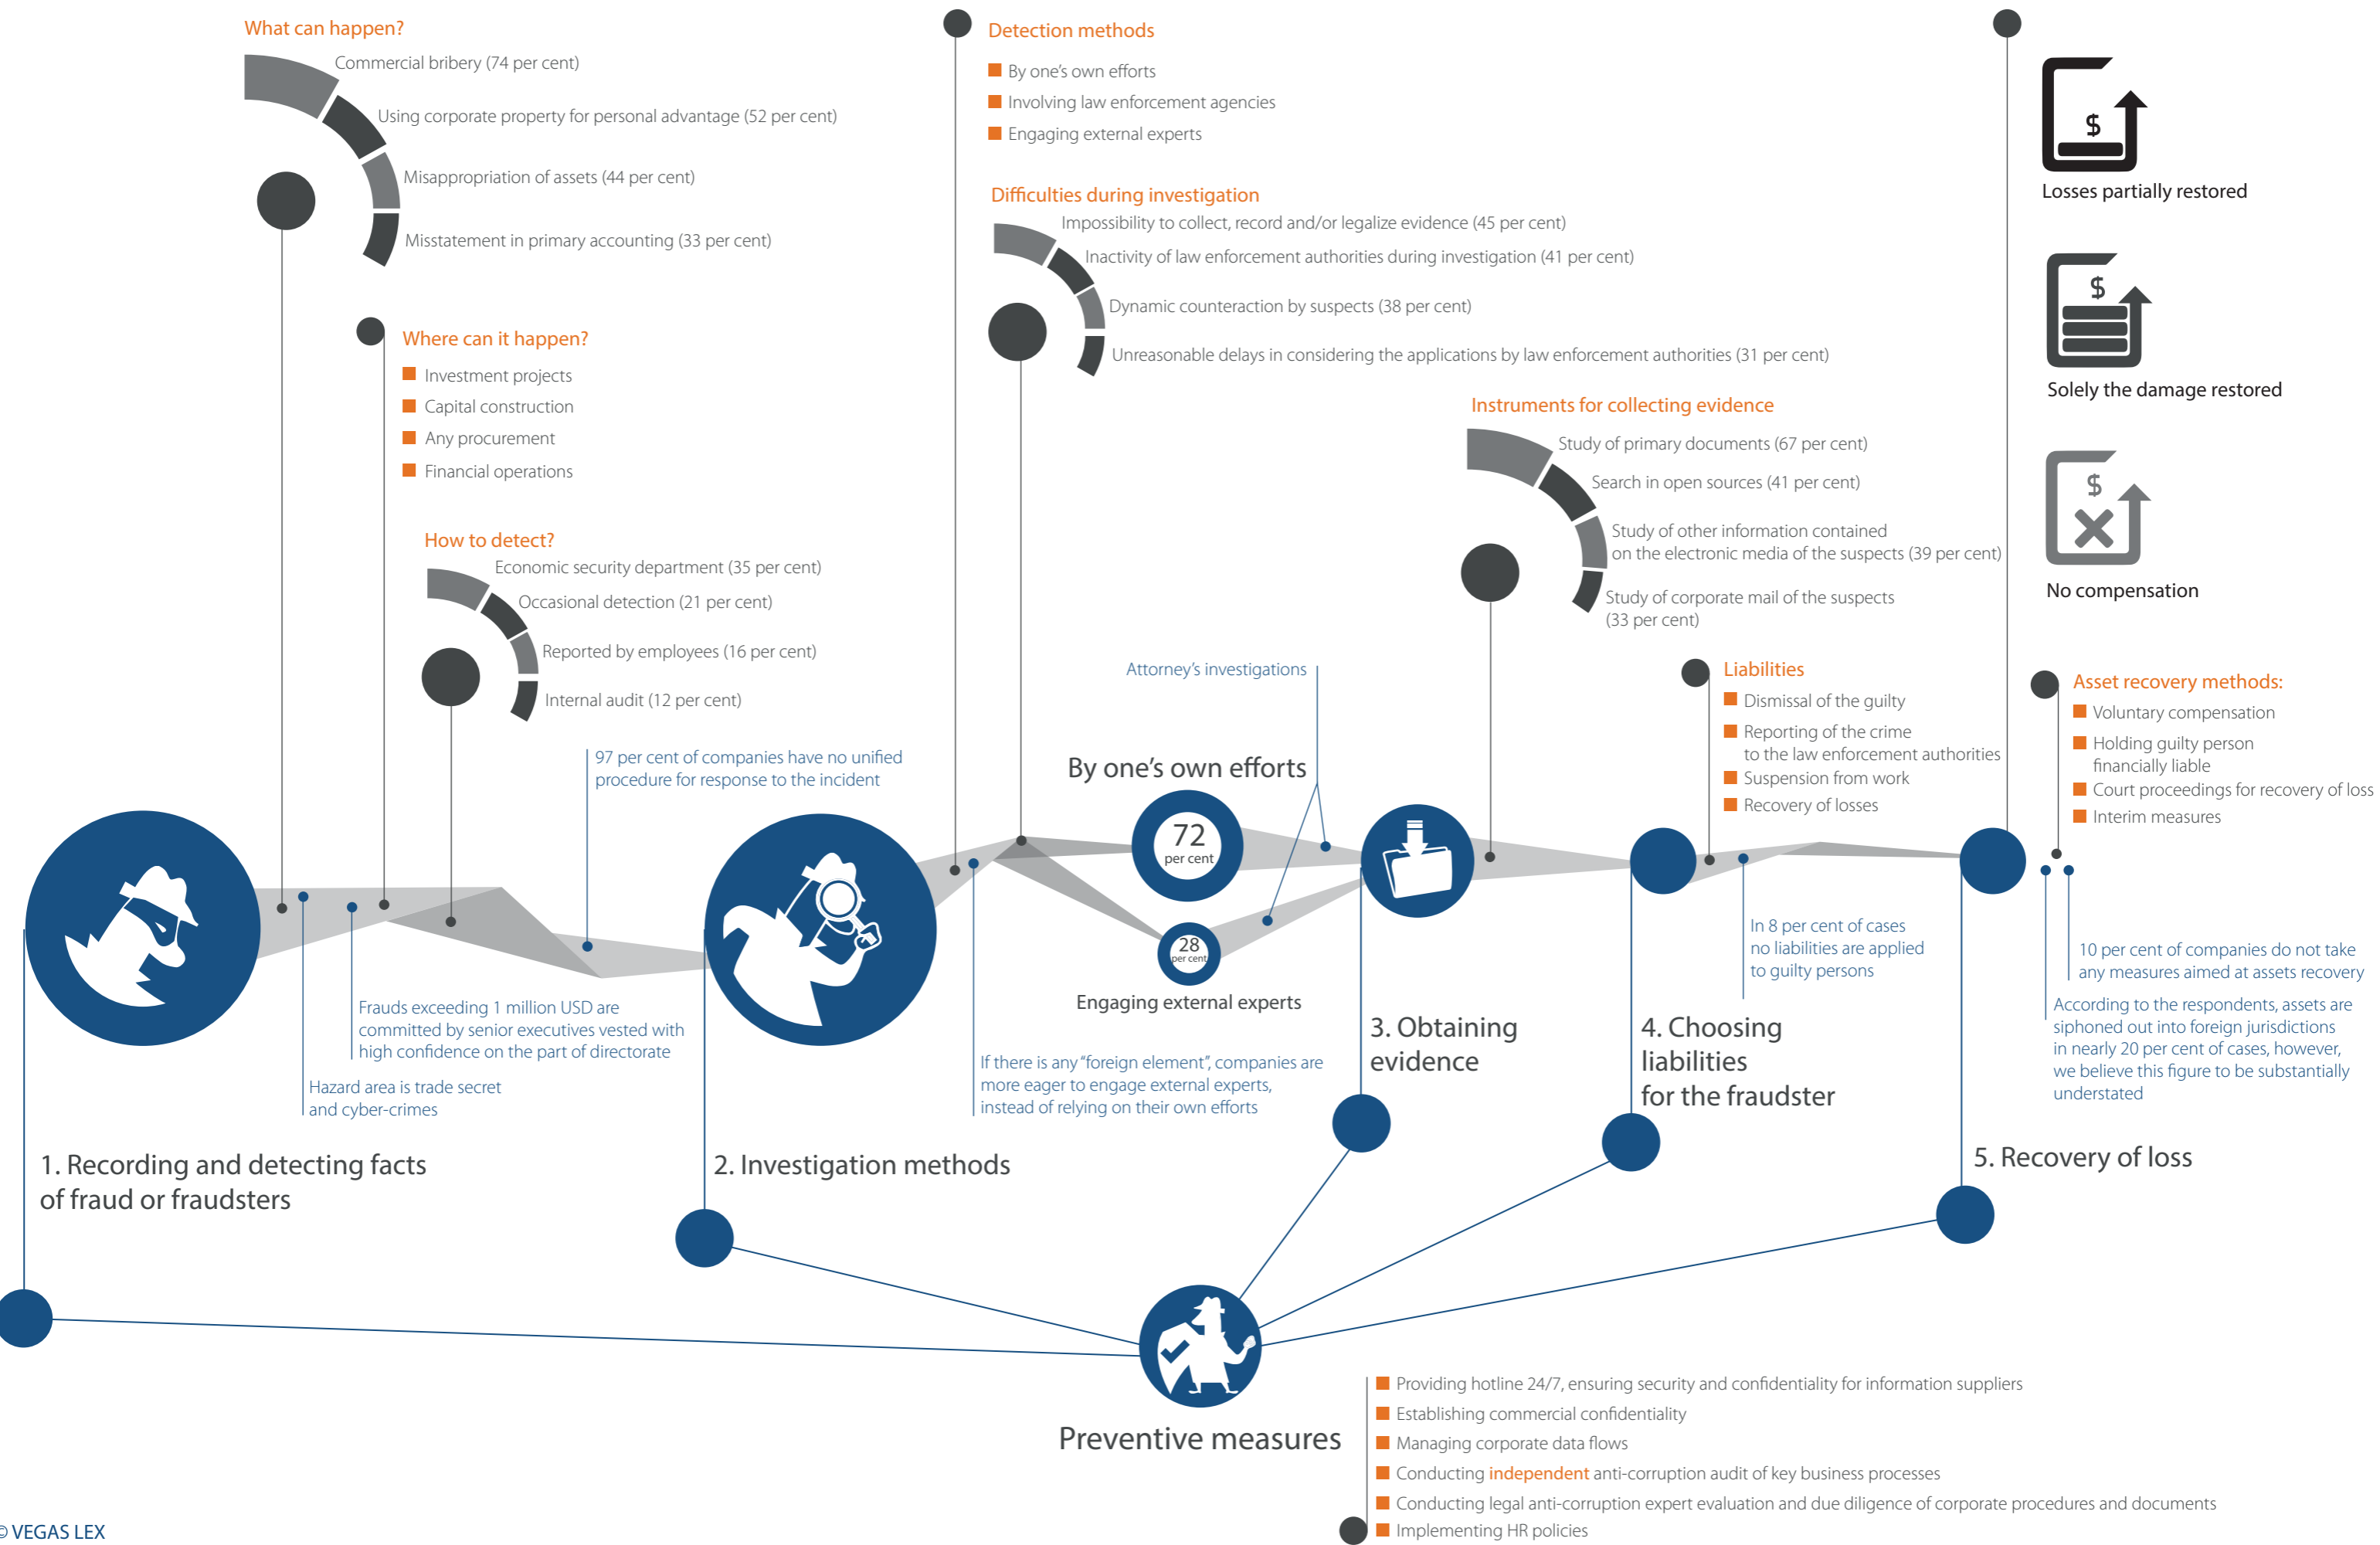 What can happen?
Commercial bribery (74 per cent)
Using corporate property for personal advantage (52 per cent)
Misappropriation of assets (44 per cent)
Misstatement in primary accounting (33 per cent)
Where can it happen?
Investment projects
Capital construction
Any procurement
Financial operations
How to detect?
Economic security department (35 per cent)
Occasional detection (21 per cent)
Reported by employees (16 per cent)
Internal audit (12 per cent)
97 per cent of companies have no unified
procedure for response to the incident
Frauds exceeding 1 million USD are
committed by senior executives vested with
high confidence on the part of directorate
Hazard area is trade secret
and cyber-crimes
1. Recording and detecting facts
of fraud or fraudsters
Detection methods
By one's own efforts
Involving law enforcement agencies
Engaging external experts
Difficulties during investigation
Impossibility to collect, record and/or legalize evidence (45 per cent)
Inactivity of law enforcement authorities during investigation (41 per cent)
Dynamic counteraction by suspects (38 per cent)
Unreasonable delays in considering the applications by law enforcement authorities (31 per cent)
Attorney's investigations
By one's own efforts
72
per cent
28
per cent
Engaging external experts
If there is any "foreign element", companies are
more eager to engage external experts,
instead of relying on their own efforts
2. Investigation methods
Instruments for collecting evidence
Study of primary documents (67 per cent)
Search in open sources (41 per cent)
Study of other information contained
on the electronic media of the suspects (39 per cent)
Study of corporate mail of the suspects
(33 per cent)
3. Obtaining
evidence
Liabilities
Dismissal of the guilty
Reporting of the crime
to the law enforcement authorities
Suspension from work
Recovery of losses
In 8 per cent of cases
no liabilities are applied
to guilty persons
4. Choosing
liabilities
for the fraudster
$
Losses partially restored
$
Solely the damage restored
$
No compensation
Asset recovery methods:
Voluntary compensation
Holding guilty person
financially liable
Court proceedings for recovery of loss
Interim measures
10 per cent of companies do not take
any measures aimed at assets recovery
According to the respondents, assets are
siphoned out into foreign jurisdictions
in nearly 20 per cent of cases, however,
we believe this figure to be substantially
understated
5. Recovery of loss
Preventive measures
Providing hotline 24/7, ensuring security and confidentiality for information suppliers
Establishing commercial confidentiality
Managing corporate data flows
Conducting independent anti-corruption audit of key business processes
Conducting legal anti-corruption expert evaluation and due diligence of corporate procedures and documents
Implementing HR policies
© VEGAS LEX